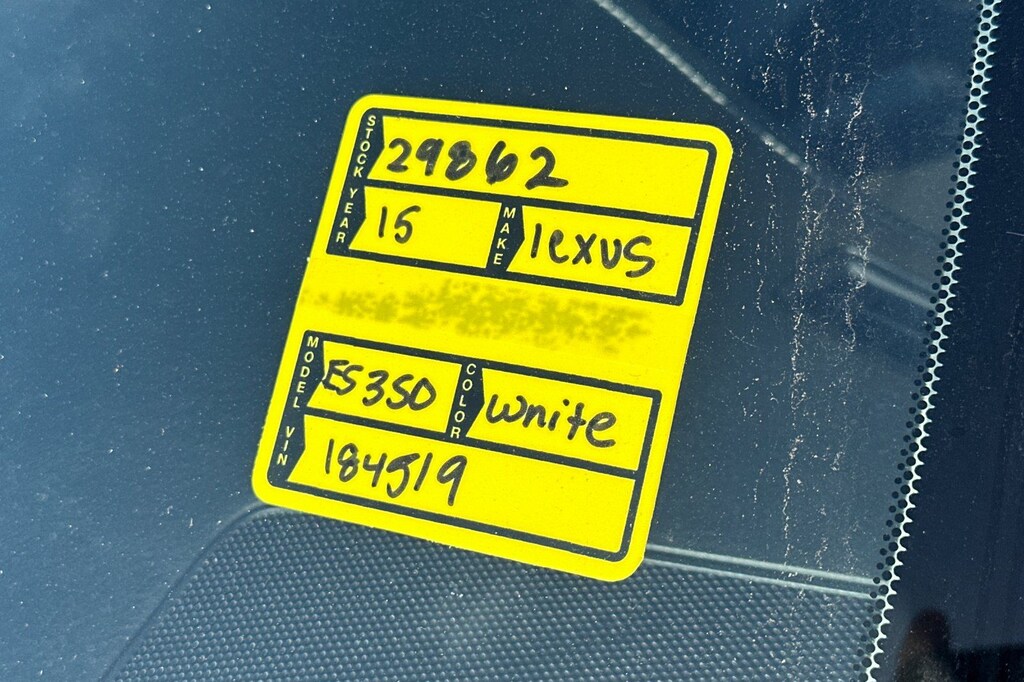 STOCK 29862
YEAR 15 MAKE lexus
MODEL ES350 COLOR White
VIN 184519